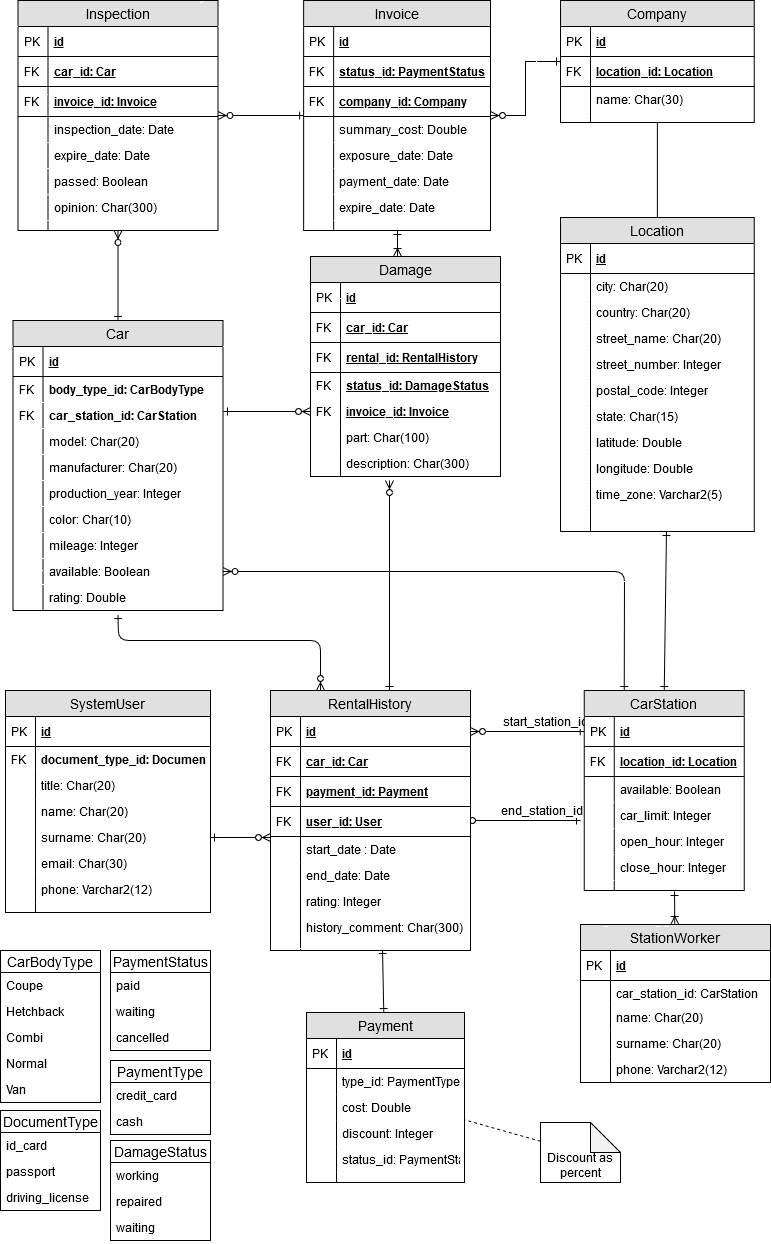 Inspection
PK id
FK car_id: Car
FK invoice_id: Invoice
inspection_date: Date
expire_date: Date
passed: Boolean
opinion: Char(300)
Invoice
PK id
FK status_id: PaymentStatus
FK company_id: Company
summary_cost: Double
exposure_date: Date
payment_date: Date
expire_date: Date
Company
PK id
FK location_id: Location
name: Char(30)
Location
PK id
city: Char(20)
country: Char(20)
street_name: Char(20)
street_number: Integer
postal_code: Integer
state: Char(15)
latitude: Double
longitude: Double
time_zone: Varchar2(5)
Damage
PK id
FK car_id: Car
FK rental_id: RentalHistory
FK status_id: DamageStatus
FK invoice_id: Invoice
part: Char(100)
description: Char(300)
Car
PK id
FK body_type_id: CarBodyType
FK car_station_id: CarStation
model: Char(20)
manufacturer: Char(20)
production_year: Integer
color: Char(10)
mileage: Integer
available: Boolean
rating: Double
SystemUser
PK id
FK document_type_id: Documen
title: Char(20)
name: Char(20)
surname: Char(20)
email: Char(30)
phone: Varchar2(12)
RentalHistory
PK id
FK car_id: Car
FK payment_id: Payment
FK user_id: User
start_date : Date
end_date: Date
rating: Integer
history_comment: Char(300)
start_station_id
end_station_id
CarStation
PK id
FK location_id: Location
available: Boolean
car_limit: Integer
open_hour: Integer
close_hour: Integer
StationWorker
PK id
car_station_id: CarStation
name: Char(20)
surname: Char(20)
phone: Varchar2(12)
CarBodyType
Coupe
Hetchback
Combi
Normal
Van
PaymentStatus
paid
waiting
cancelled
PaymentType
credit_card
cash
DocumentType
id_card
passport
driving_license
DamageStatus
working
repaired
waiting
Payment
PK id
type_id: PaymentType
cost: Double
discount: Integer
status_id: PaymentSta
Discount as
percent